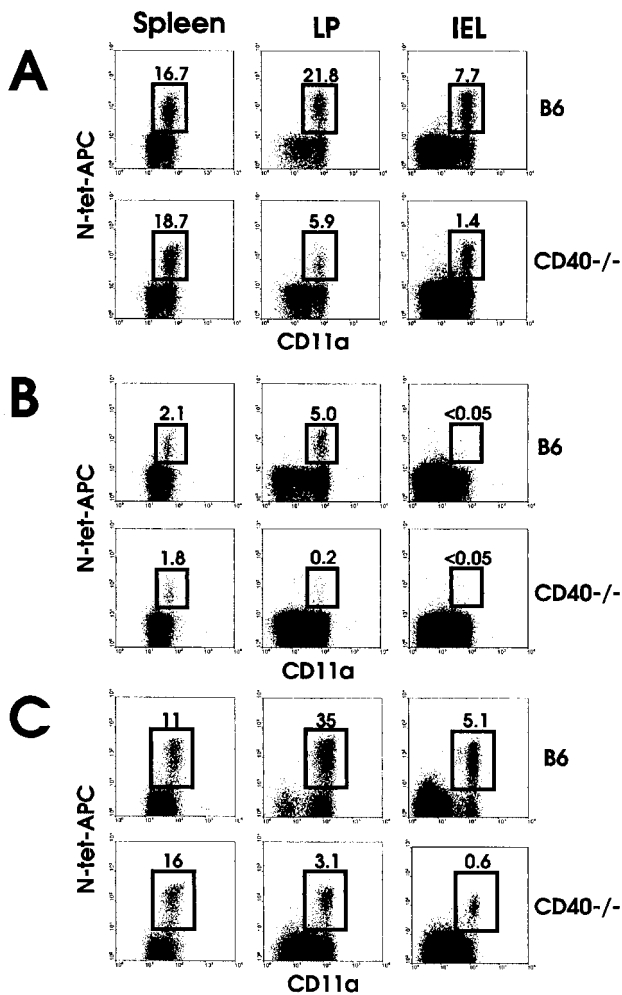 Spleen LP IEL
A
16.7 21.8 7.7
B6
N-tet-APC
18.7 5.9 1.4
CD40-/-
CD11a
B
2.1 5.0 <0.05
B6
N-tet-APC
1.8 0.2 <0.05
CD40-/-
CD11a
C
11 35 5.1
B6
N-tet-APC
16 3.1 0.6
CD40-/-
CD11a